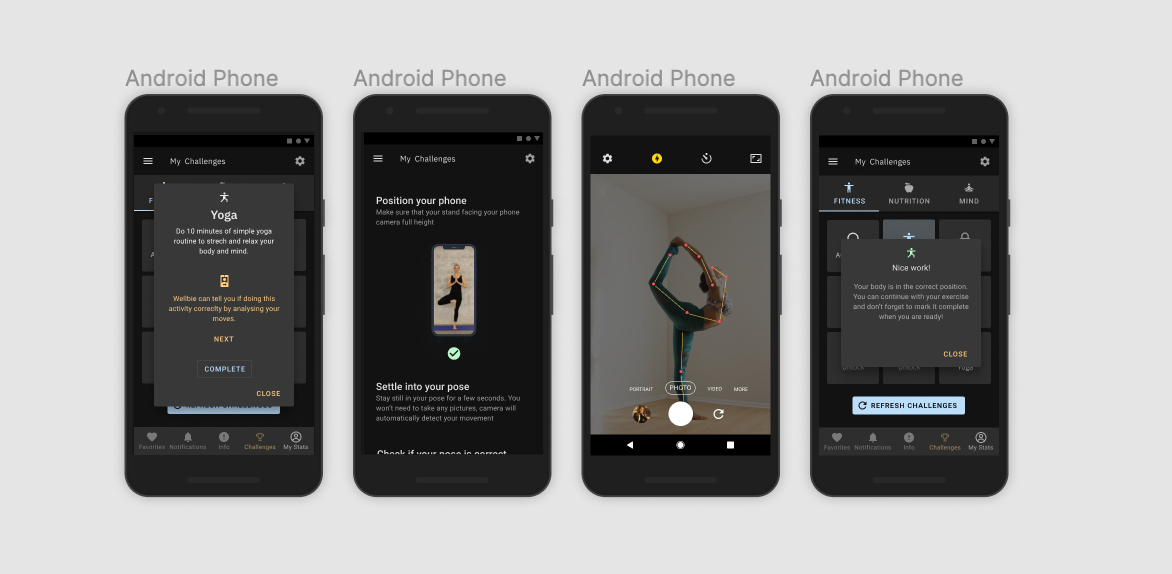 Android Phone
My Challenges
Yoga
Do 10 minutes of simple yoga
routine to strech and relax your
body and mind.
Wellbie can tell you if doing this
activity correclty by analysing your
moves.
NEXT
COMPLETE
CLOSE
REFRESH CHALLENGES
Favorites Notifications Info Challenges My Stats
Android Phone
My Challenges
Position your phone
Make sure that your stand facing your phone
camera full height
Settle into your pose
Stay still in your pose for a few seconds. You
won't need to take any pictures, camera will
automatically detect your movement
Check if your pose is correct
Android Phone
PORTRAIT PHOTO VIDEO MORE
Android Phone
My Challenges
FITNESS NUTRITION MIND
Nice work!
Your body is in the correct position.
You can continue with your exercise
and don't forget to mark it complete
when you are ready!
CLOSE
Yoga
REFRESH CHALLENGES
Favorites Notifications Info Challenges My Stats